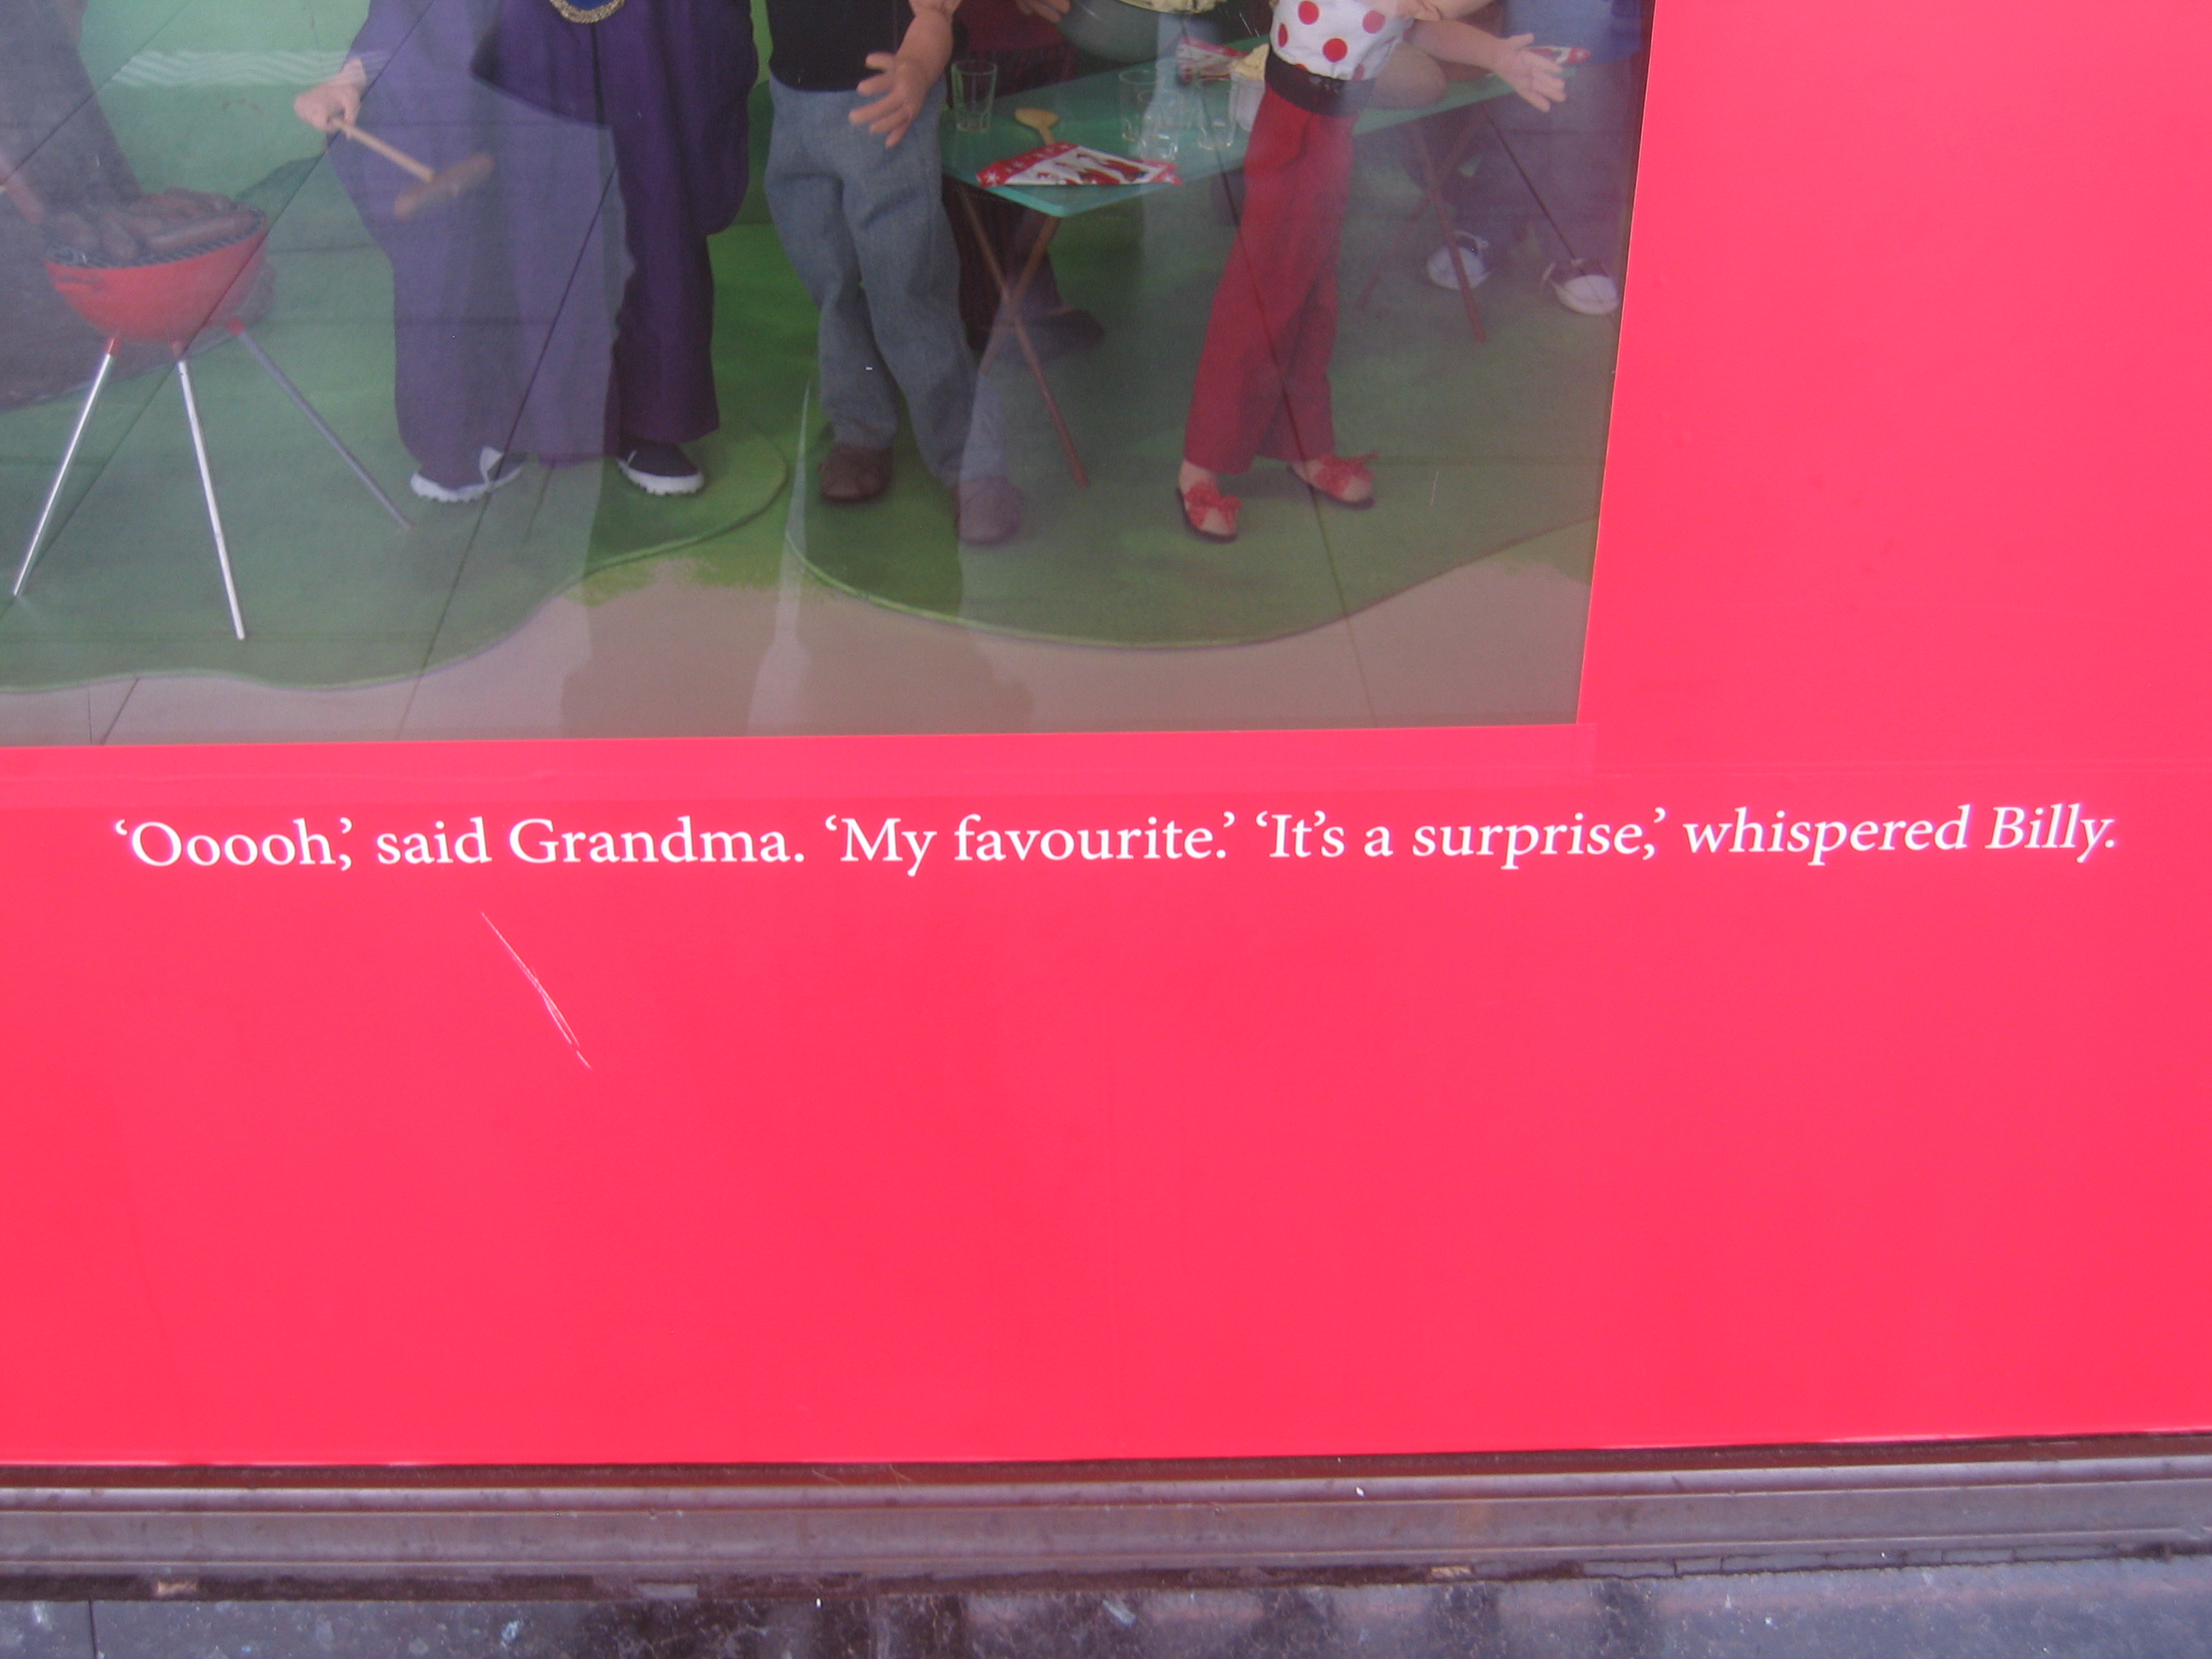 ‘Ooooh,’ said Grandma. ‘My favourite.’ ‘It’s a surprise,’ whispered Billy.